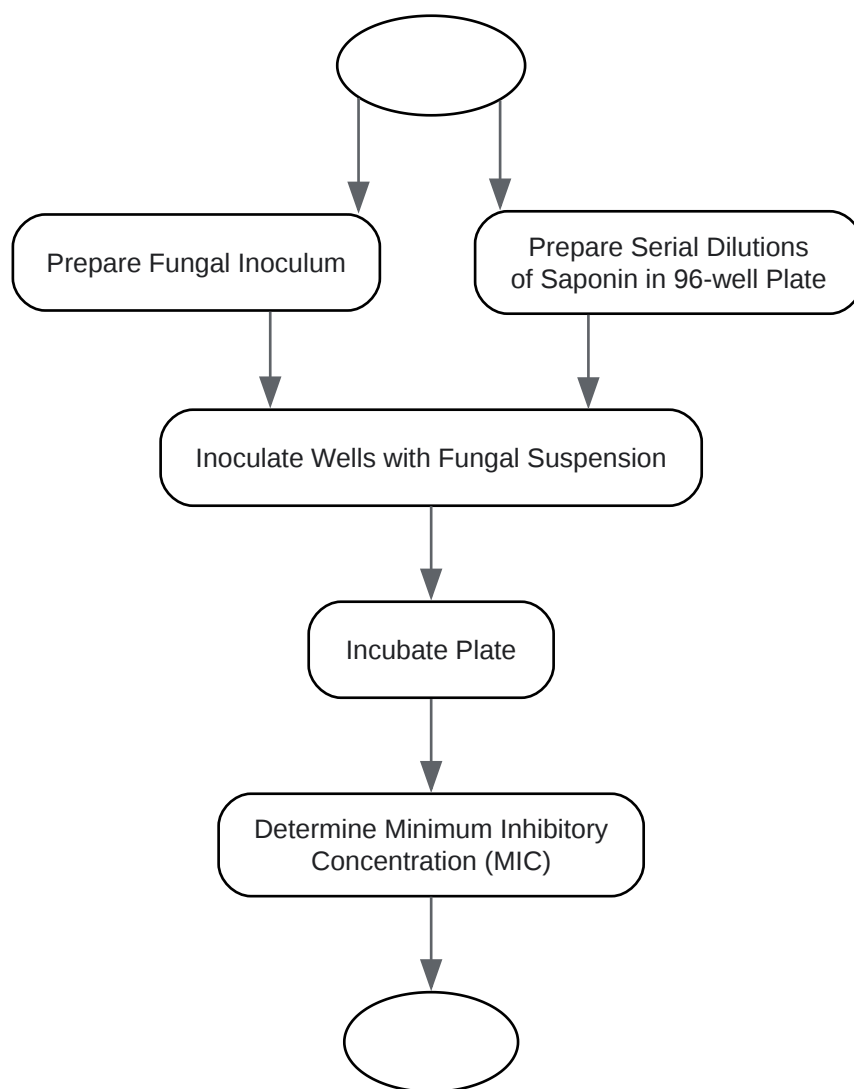 Prepare Fungal Inoculum
Prepare Serial Dilutions
of Saponin in 96-well Plate
Inoculate Wells with Fungal Suspension
Incubate Plate
Determine Minimum Inhibitory
Concentration (MIC)